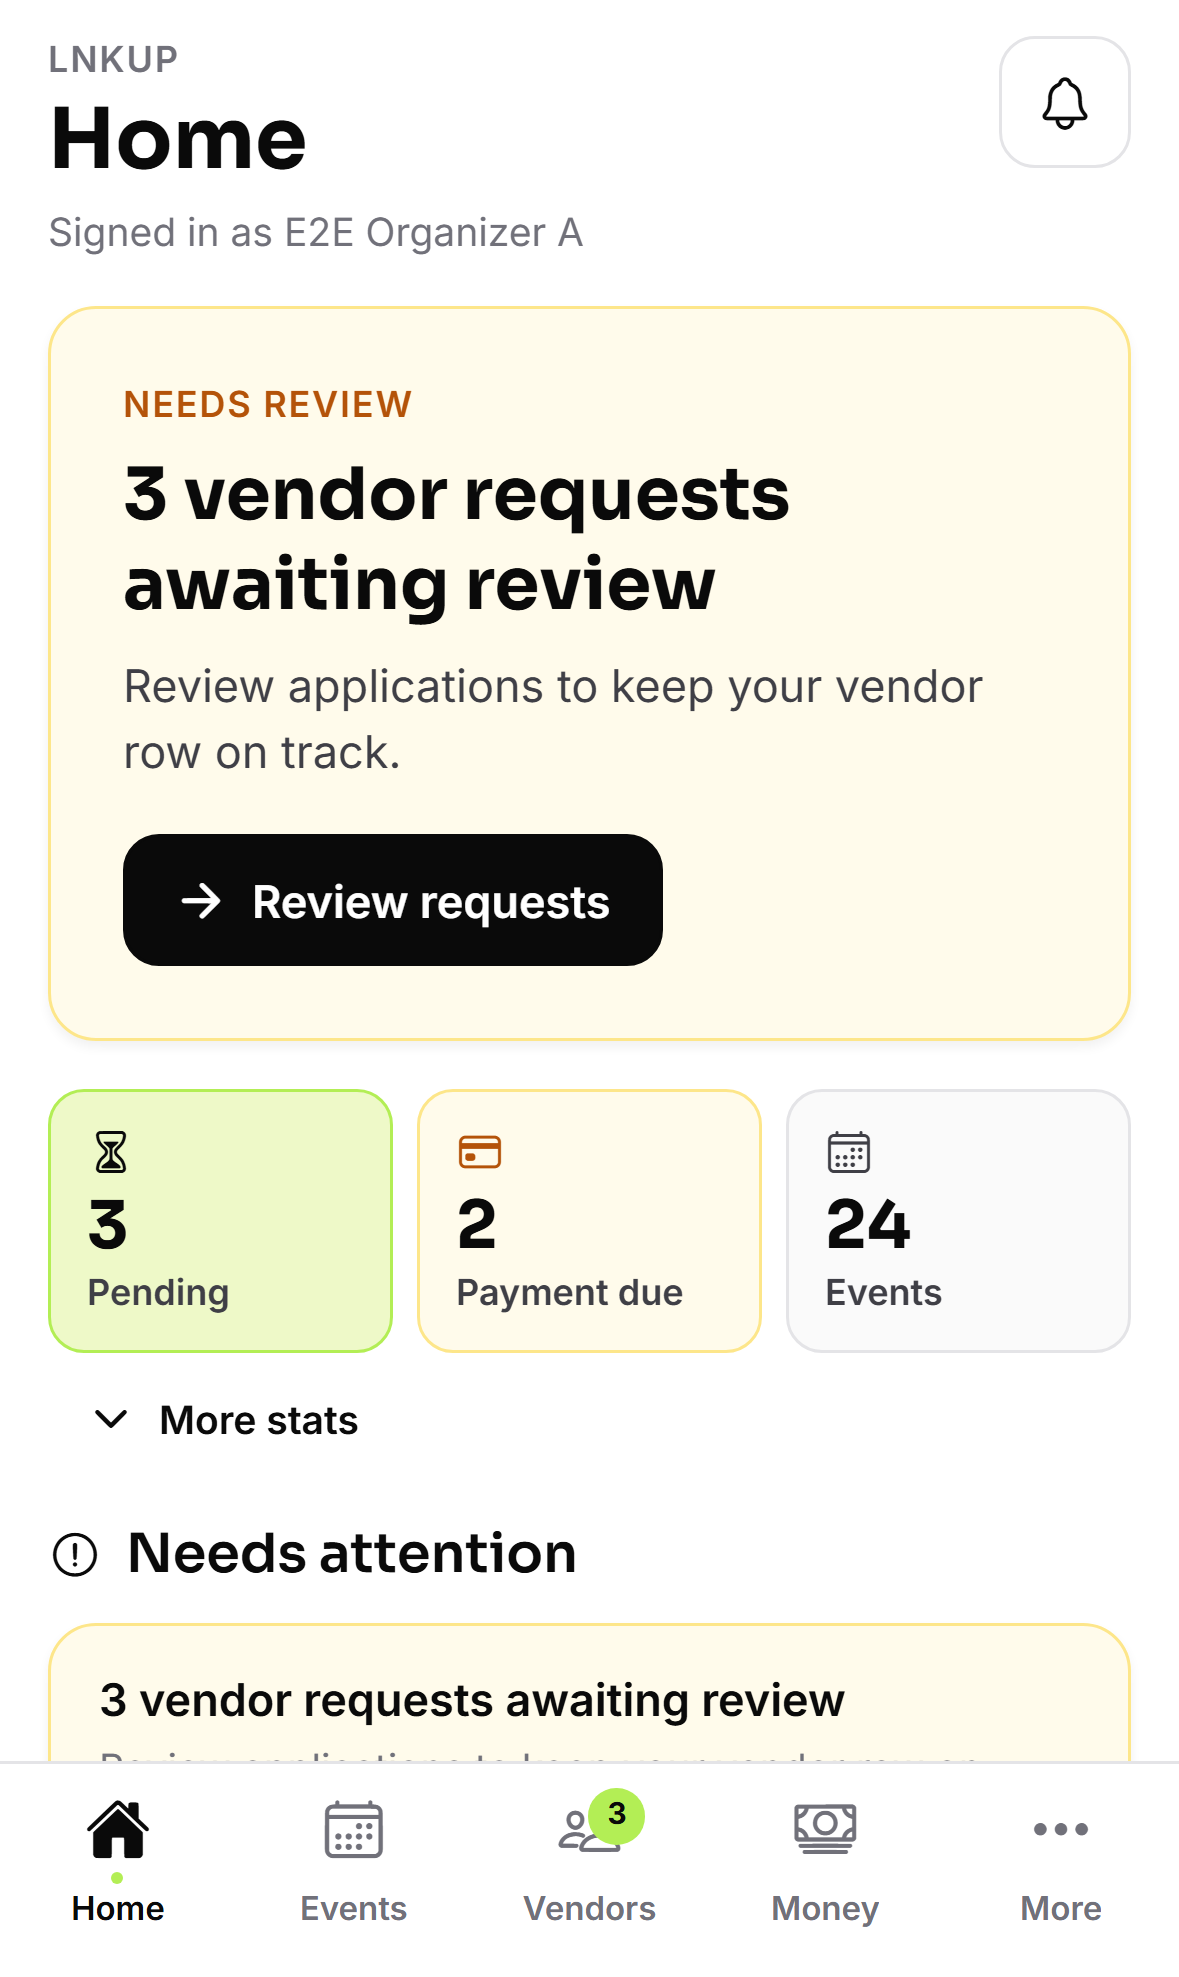 LNKUP
Home
Signed in as E2E Organizer A
NEEDS REVIEW
3 vendor requests
awaiting review
Review applications to keep your vendor
row on track.
Review requests
3
Pending
2
Payment due
24
Events
More stats
Needs attention
3 vendor requests awaiting review
3
Home
Events
Vendors
Money
More